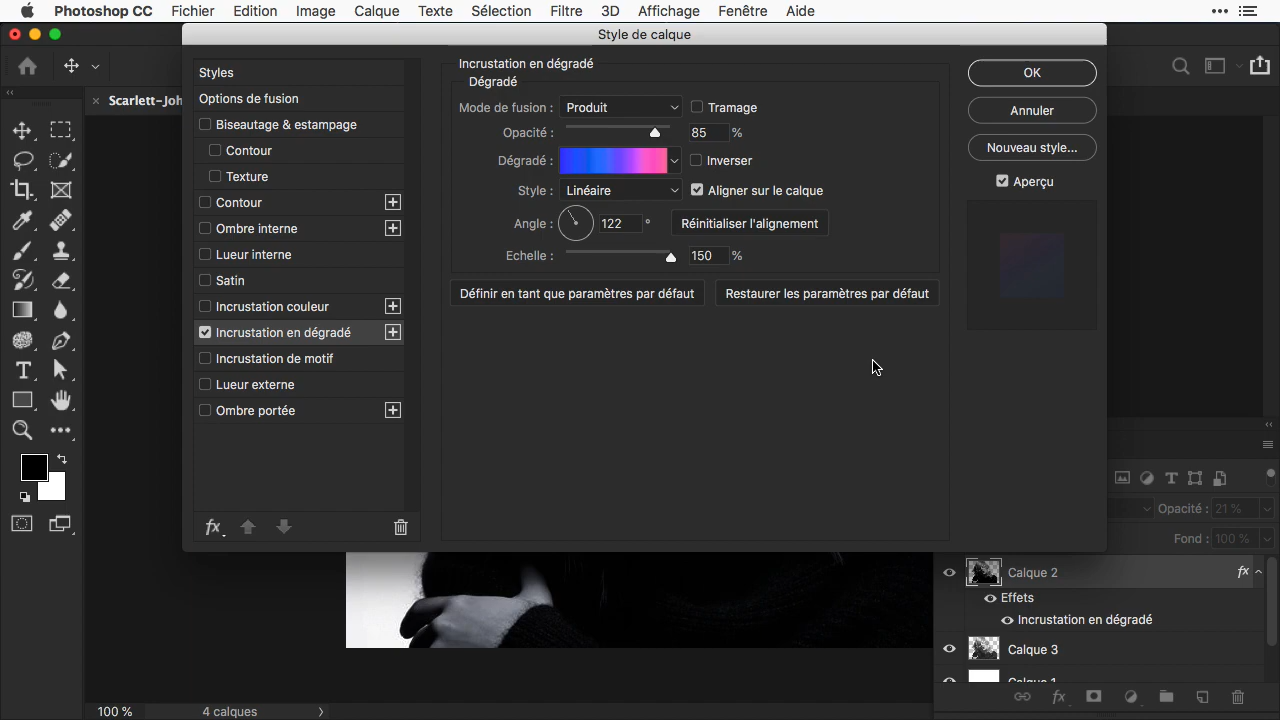 Photoshop CC Fichier Edition Image Calque Texte Sélection Filtre 3D Affichage Fenêtre Aide
Style de calque
Scarlett-Joh
Styles
Options de fusion
Biseautage & estampage
Contour
Texture
Contour
Ombre interne
Lueur interne
Satin
Incrustation couleur
Incrustation en dégradé
Incrustation de motif
Lueur externe
Ombre portée
fx
Incrustation en dégradé
Dégradé
Mode de fusion : Produit Tramage
Opacité : 85 %
Dégradé : Inverser
Style : Linéaire Aligner sur le calque
Angle : 122 ° Réinitialiser l'alignement
Echelle : 150 %
Définir en tant que paramètres par défaut Restaurer les paramètres par défaut
OK
Annuler
Nouveau style...
Aperçu
Opacité : 21 %
Fond : 100 %
Calque 2 fx
Effets
Incrustation en dégradé
Calque 3
Calque 1
fx
100 % 4 calques